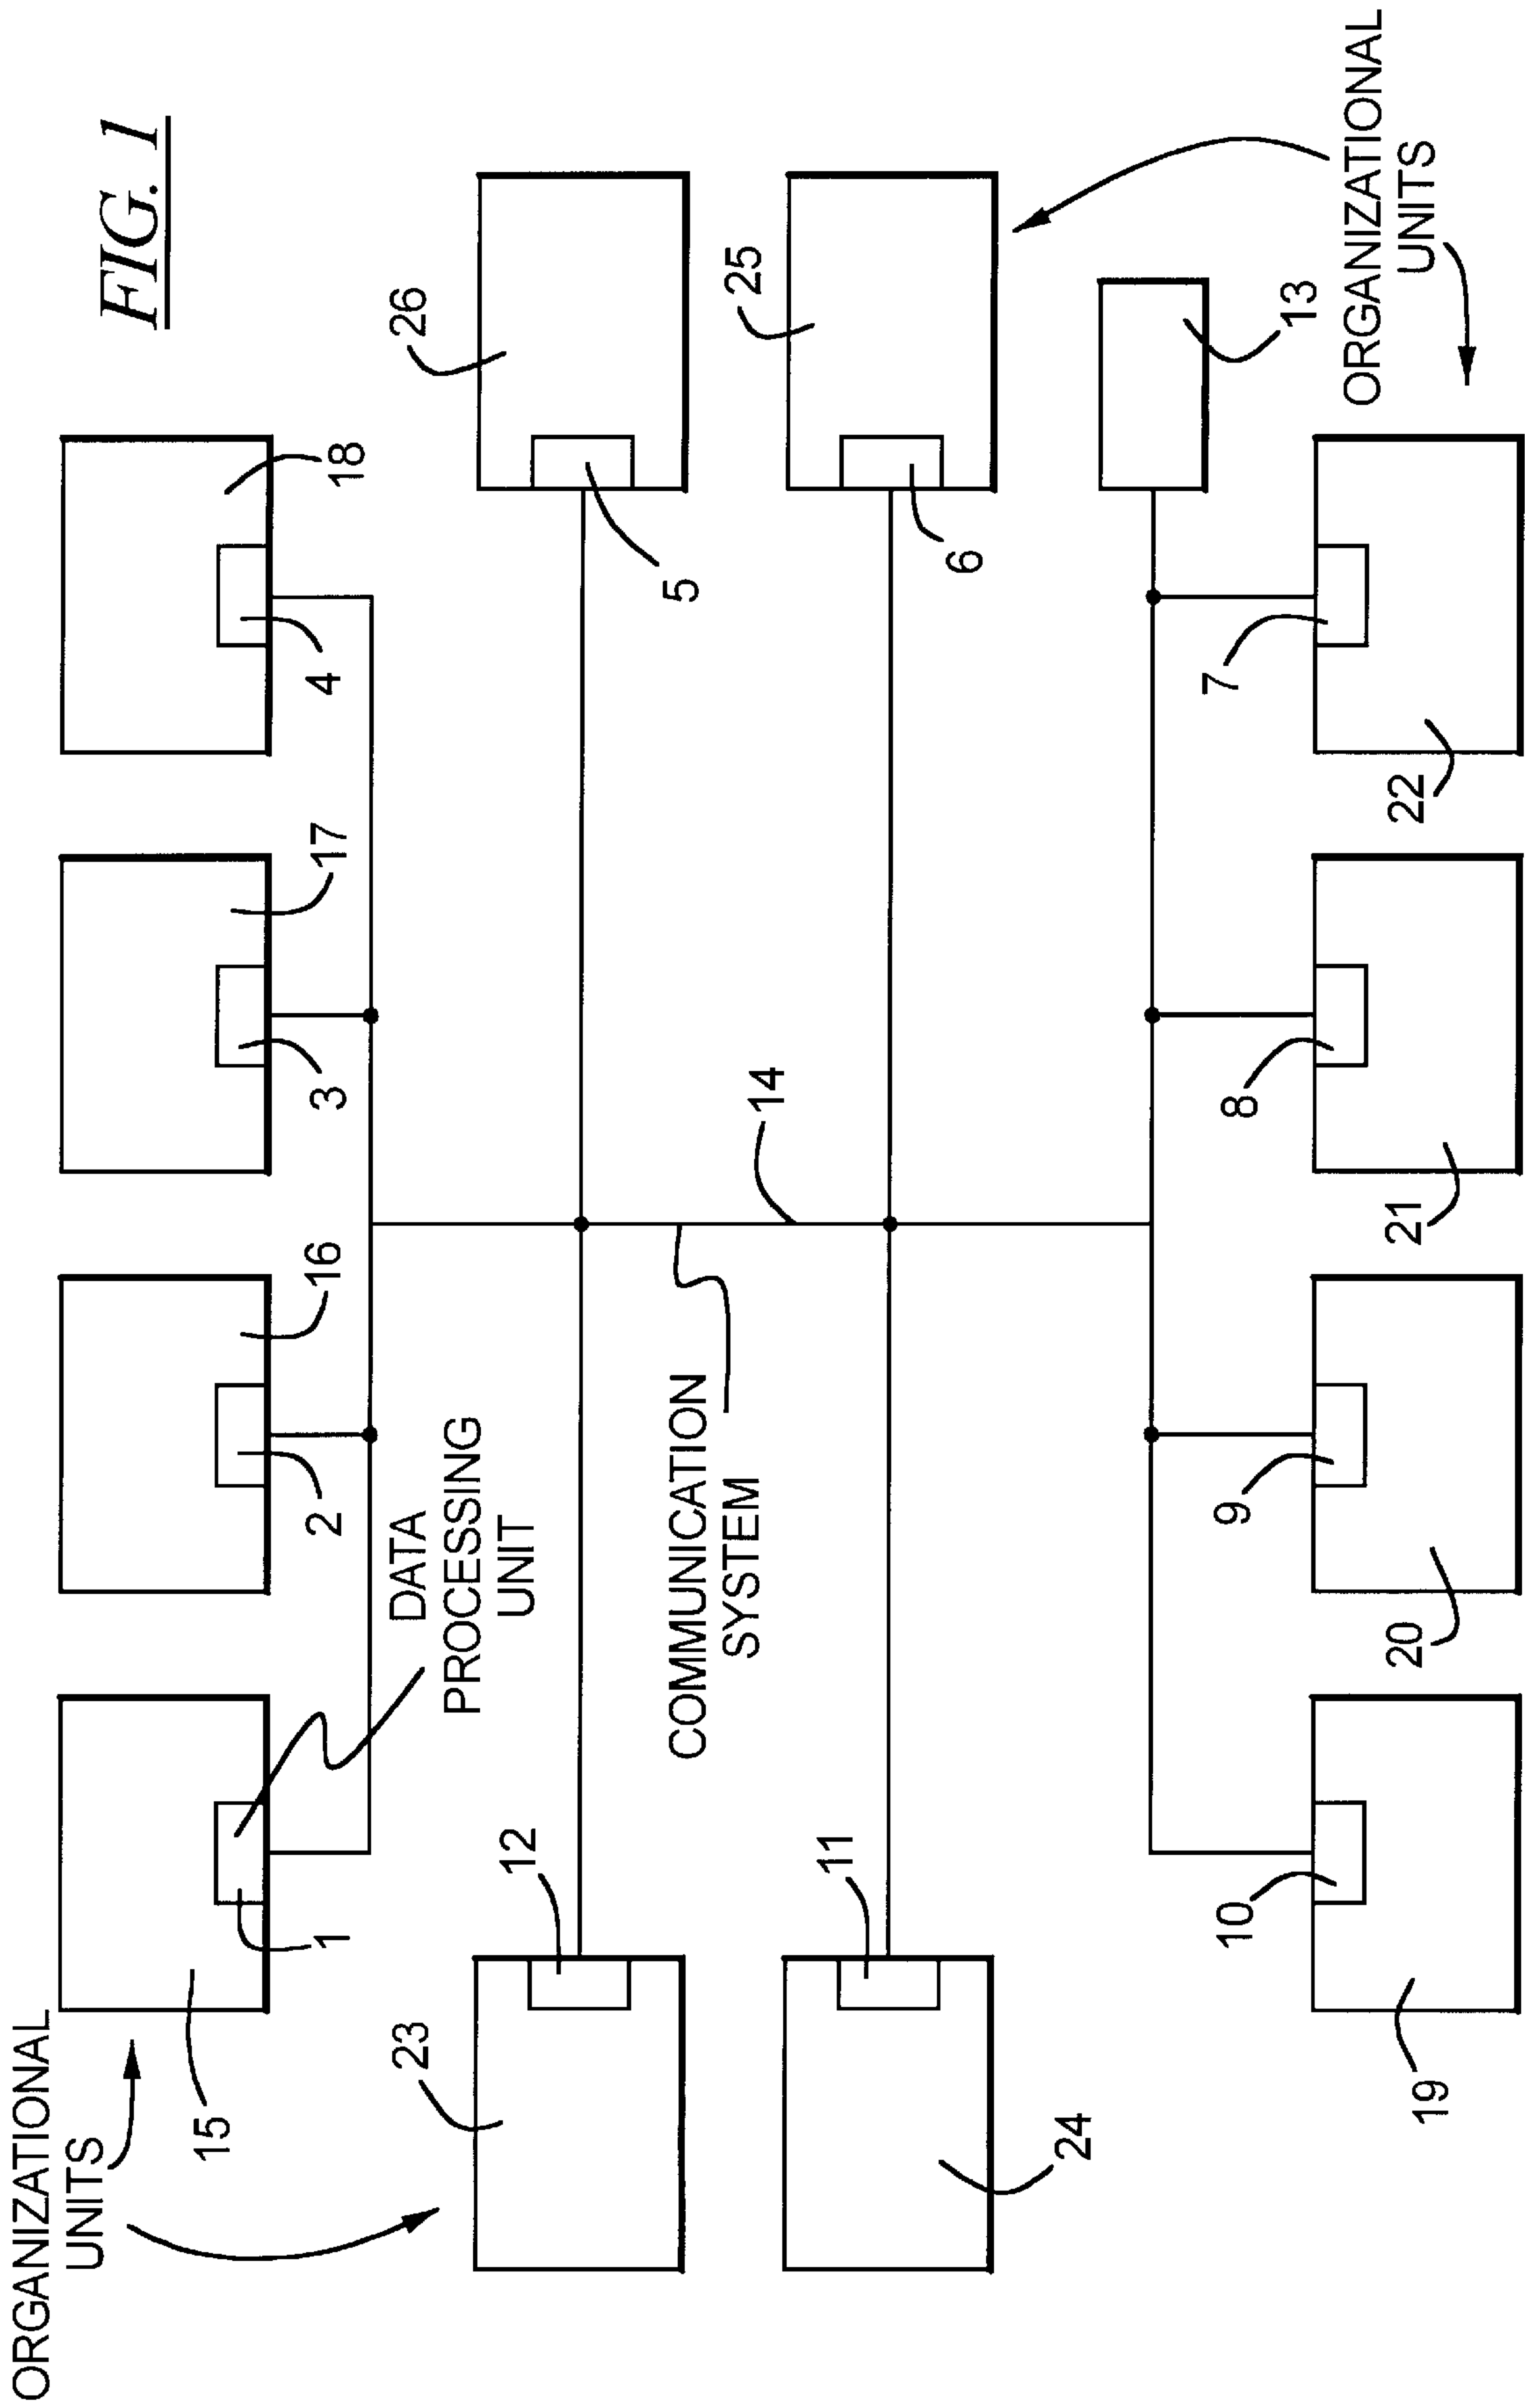 FIG. 1
ORGANIZATIONAL
UNITS
15
1
16
2
17
3
18
4
DATA
PROCESSING
UNIT
23
12
26
5
COMMUNICATION
SYSTEM
14
24
11
25
6
13
10
19
9
20
8
21
7
22
ORGANIZATIONAL
UNITS